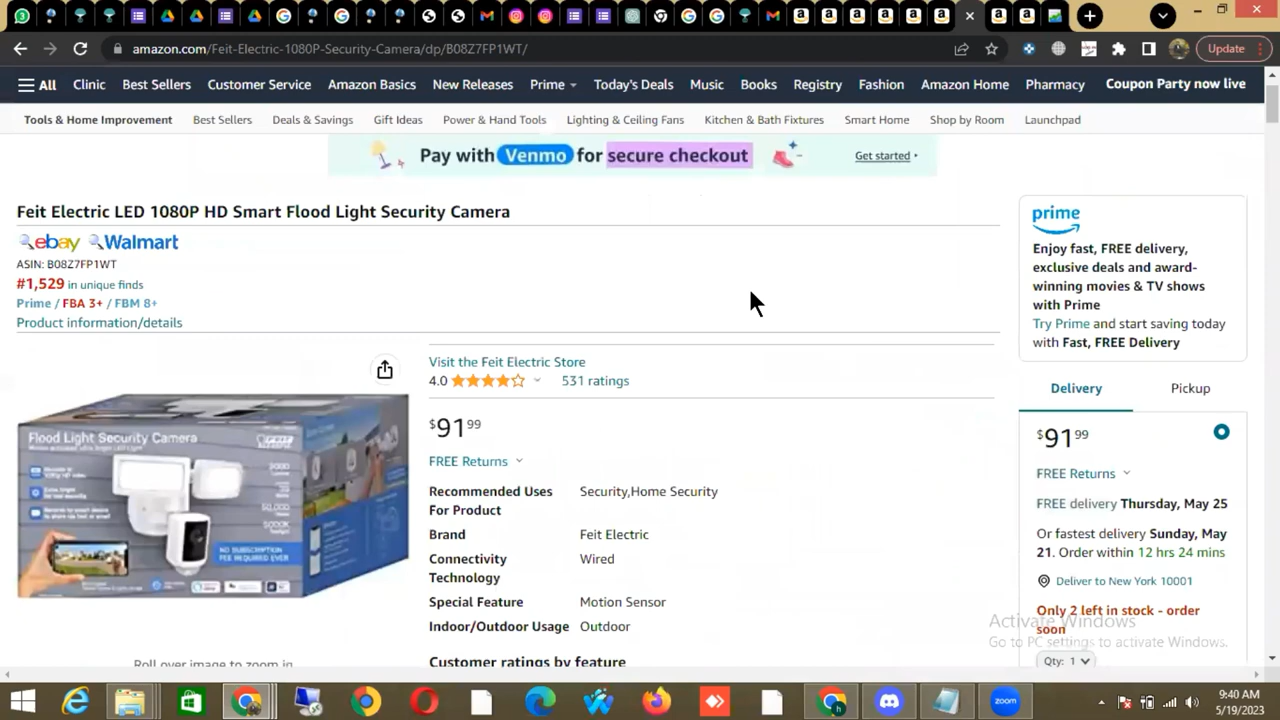 amazon.com/Feit-Electric-1080P-Security-Camera/dp/B08Z7FP1WT/
Update
All Clinic Best Sellers Customer Service Amazon Basics New Releases Prime Today's Deals Music Books Registry Fashion Amazon Home Pharmacy Coupon Party now live
Tools & Home Improvement Best Sellers Deals & Savings Gift Ideas Power & Hand Tools Lighting & Ceiling Fans Kitchen & Bath Fixtures Smart Home Shop by Room Launchpad
Pay with Venmo for secure checkout Get started
Feit Electric LED 1080P HD Smart Flood Light Security Camera
ebay Walmart
ASIN: B08Z7FP1WT
#1,529 in unique finds
Prime / FBA 3+ / FBM 8+
Product information/details
Flood Light Security Camera
NO SUBSCRIPTION
FEE REQUIRED EVER
Roll over image to zoom in
Visit the Feit Electric Store
4.0 531 ratings
$91 99
FREE Returns
Recommended Uses For Product Security,Home Security
Brand Feit Electric
Connectivity Technology Wired
Special Feature Motion Sensor
Indoor/Outdoor Usage Outdoor
Customer ratings by feature
prime
Enjoy fast, FREE delivery,
exclusive deals and award-
winning movies & TV shows
with Prime
Try Prime and start saving today
with Fast, FREE Delivery
Delivery Pickup
$91 99
FREE Returns
FREE delivery Thursday, May 25
Or fastest delivery Sunday, May
21. Order within 12 hrs 24 mins
Deliver to New York 10001
Only 2 left in stock - order
soon
Qty: 1
Activate Windows
Go to PC settings to activate Windows.
zoom
9:40 AM
5/19/2023